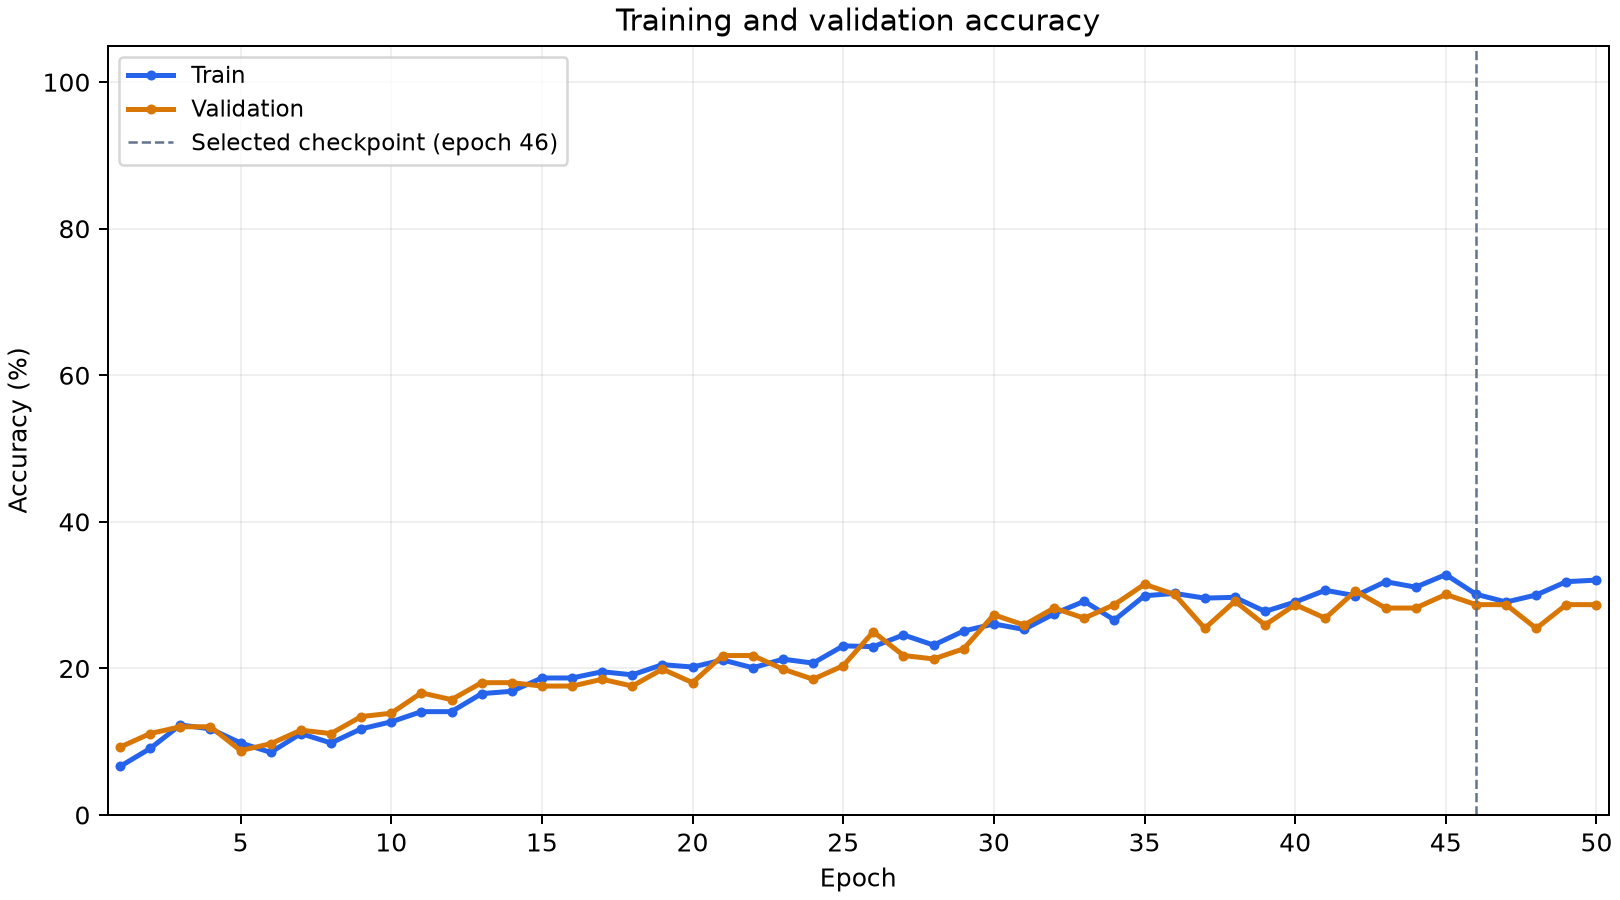 Training and validation accuracy
Train
Validation
Selected checkpoint (epoch 46)
Accuracy (%)
100
80
60
40
20
0
5 10 15 20 25 30 35 40 45 50
Epoch